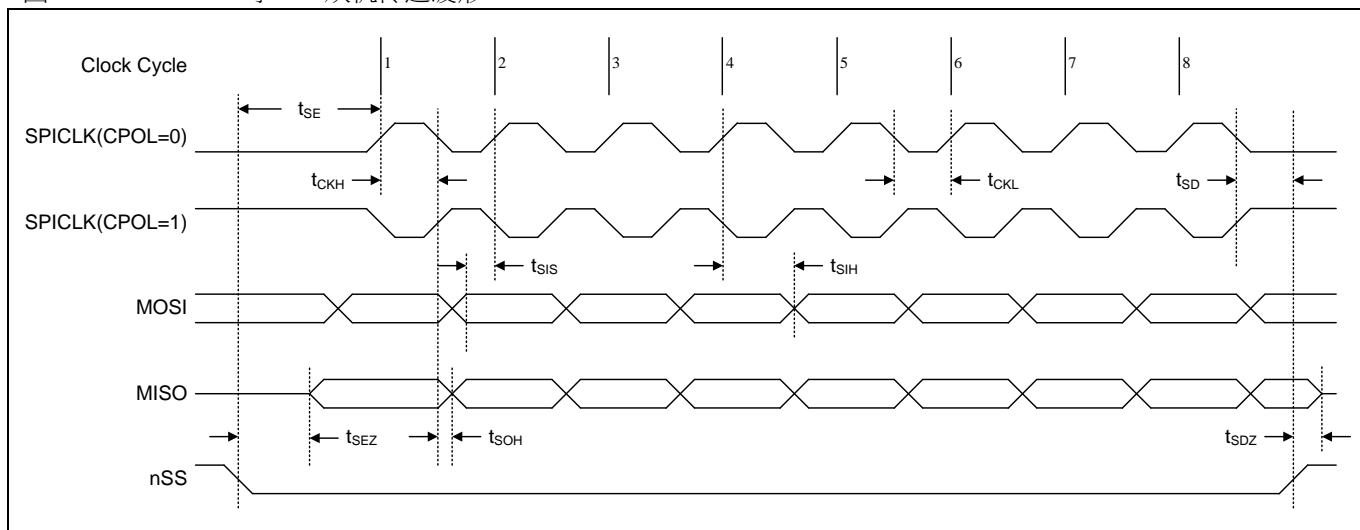 Clock Cycle 1 2 3 4 5 6 7 8
tSE
SPICLK(CPOL=0)
tCKH tCKL tSD
SPICLK(CPOL=1)
tSIS tSIH
MOSI
MISO
tSEZ tSOH tSDZ
nSS